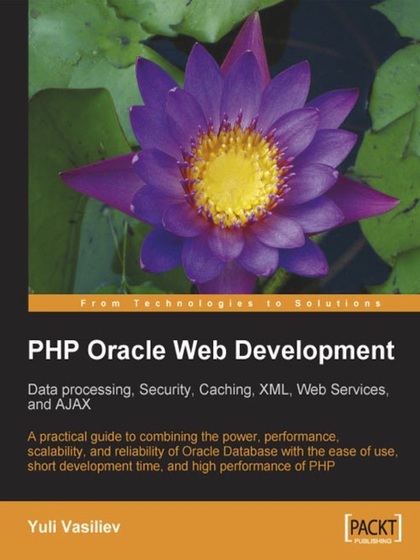 From Technologies to Solutions
PHP Oracle Web Development
Data processing, Security, Caching, XML, Web Services,
and AJAX
A practical guide to combining the power, performance,
scalability, and reliability of Oracle Database with the ease of use,
short development time, and high performance of PHP
Yuli Vasiliev
[PACKT]
PUBLISHING